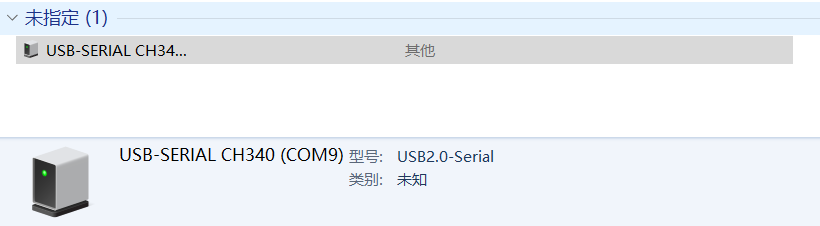 未指定 (1)
USB-SERIAL CH34... 其他
USB-SERIAL CH340 (COM9) 型号: USB2.0-Serial
类别: 未知